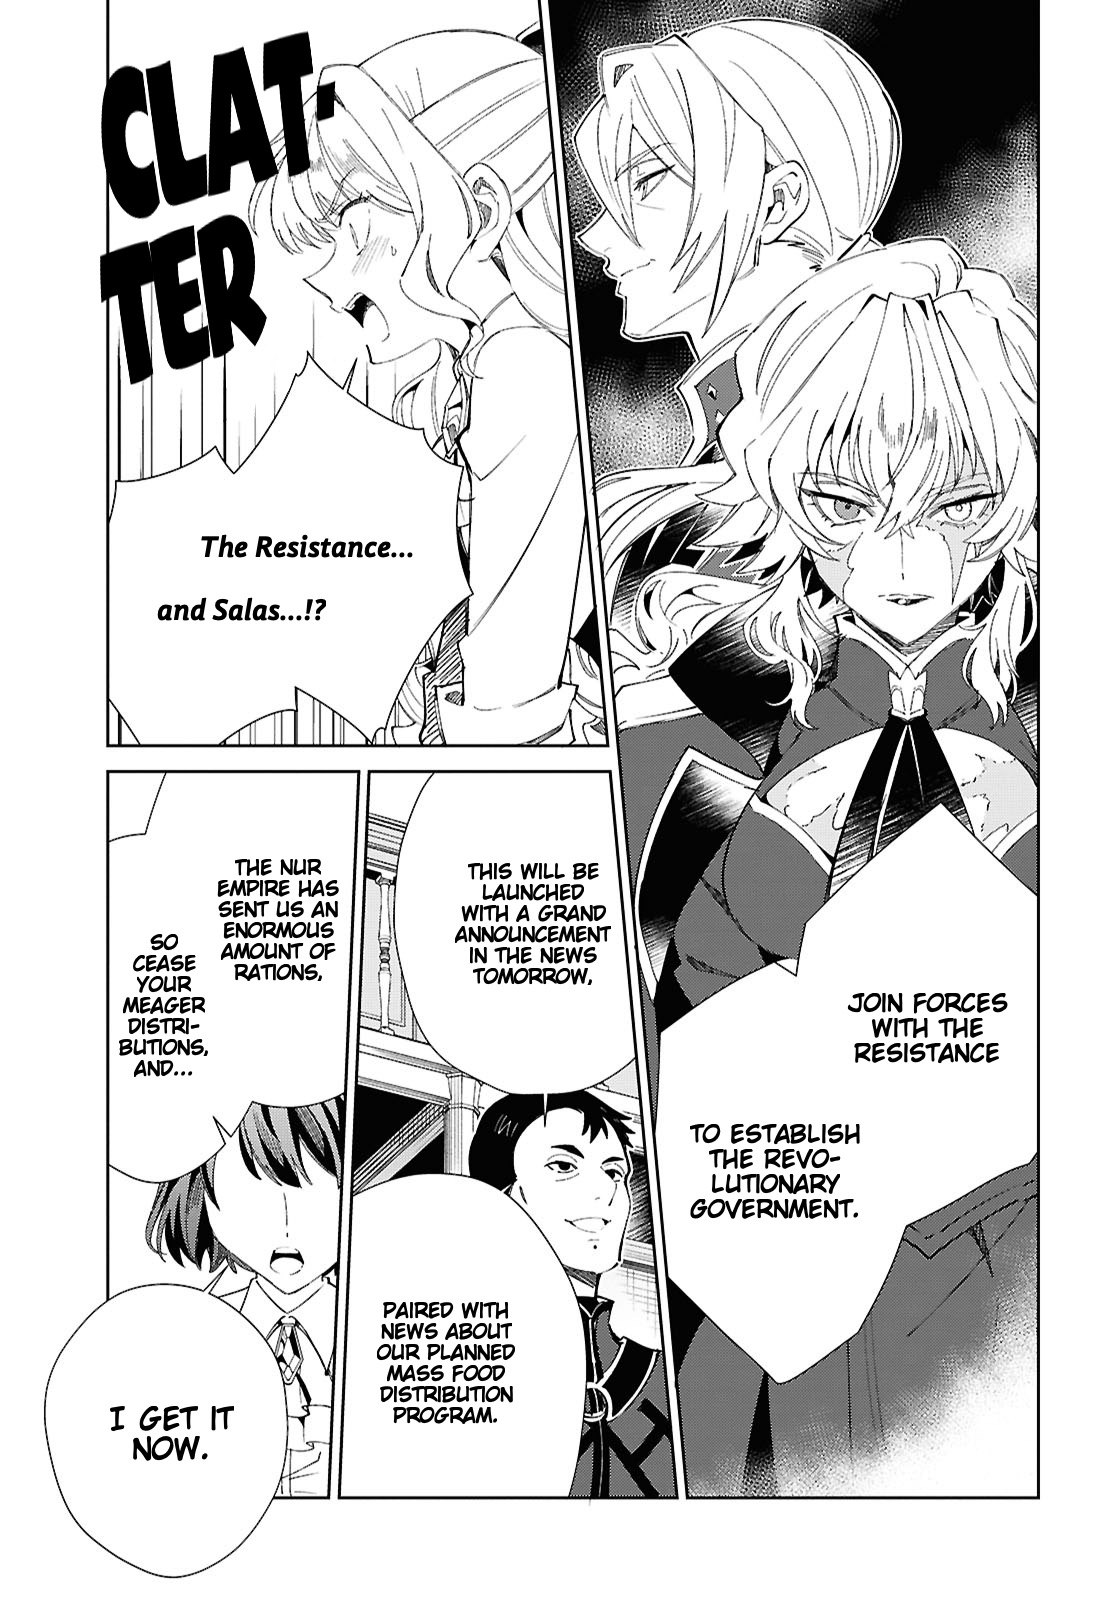 JOIN FORCES
WITH THE
RESISTANCE
TO ESTABLISH
THE REVO-
LUTIONARY
GOVERNMENT.
CLAT-
TER
The Resistance...
and Salas...!?
THIS WILL BE
LAUNCHED
WITH A GRAND
ANNOUNCEMENT
IN THE NEWS
TOMORROW,
PAIRED WITH
NEWS ABOUT
OUR PLANNED
MASS FOOD
DISTRIBUTION
PROGRAM.
THE NUR
EMPIRE HAS
SENT US AN
ENORMOUS
AMOUNT OF
RATIONS,
SO
CEASE
YOUR
MEAGER
DISTRI-
BUTIONS,
AND...
I GET IT
NOW.